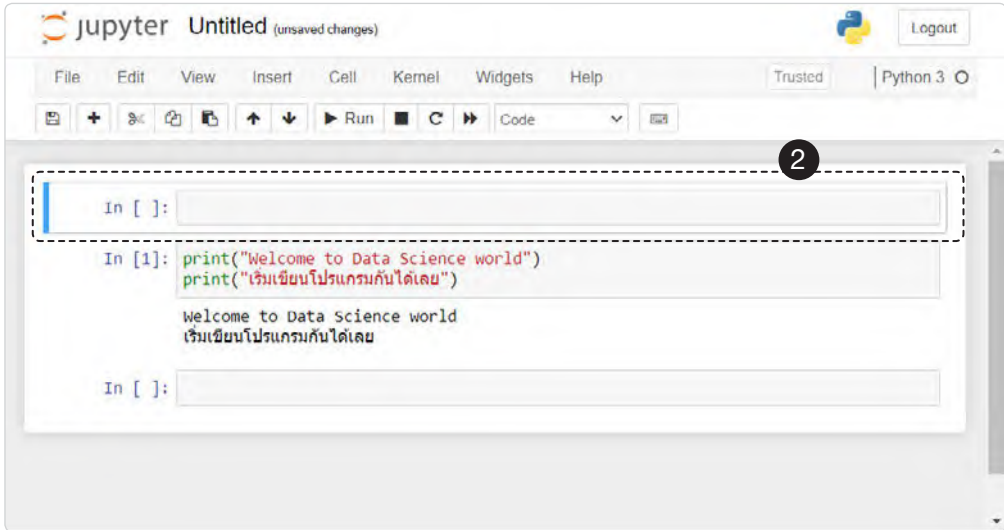 jupyter Untitled (unsaved changes) Logout
File Edit View Insert Cell Kernel Widgets Help Trusted Python 3
Run Code
2
In [ ]:
In [1]: print("Welcome to Data Science world")
print("เริ่มเขียนโปรแกรมกันได้เลย")
Welcome to Data Science world
เริ่มเขียนโปรแกรมกันได้เลย
In [ ]: